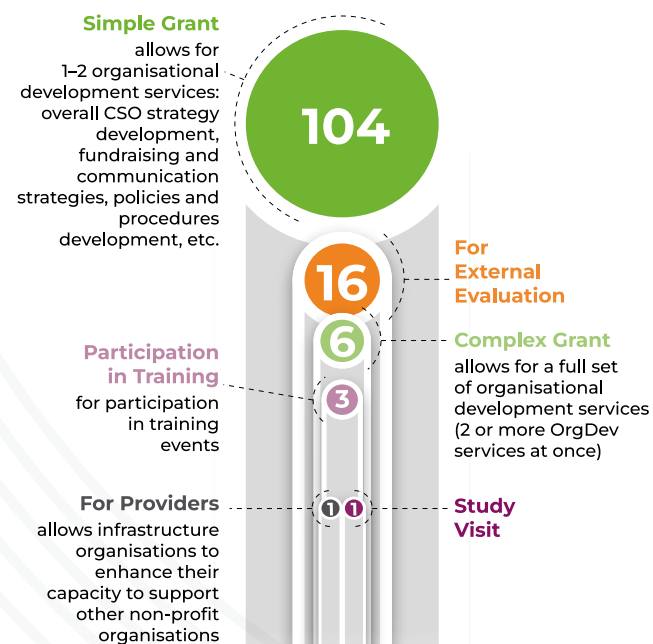 Simple Grant
allows for
1–2 organisational
development services:
overall CSO strategy
development,
fundraising and
communication
strategies, policies and
procedures
development, etc.
104
16
For
External
Evaluation
6
Complex Grant
allows for a full set
of organisational
development services
(2 or more OrgDev
services at once)
Participation
in Training
for participation
in training
events
3
For Providers
allows infrastructure
organisations to
enhance their
capacity to support
other non-profit
organisations
1
1
Study
Visit